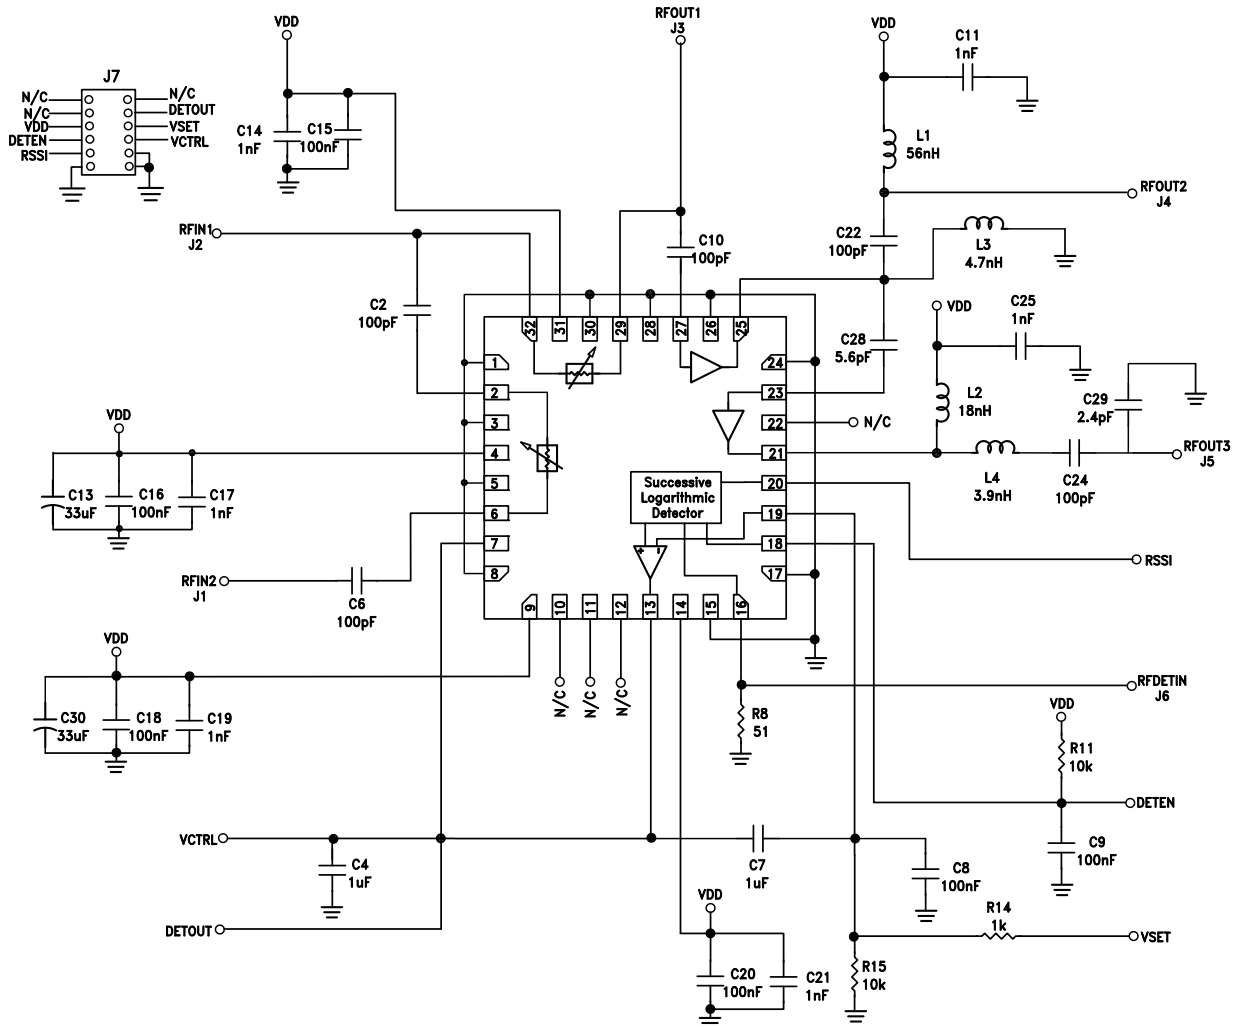 VDD
RFOUT1
J3
VDD
C11
1nF
J7
N/C
N/C
VDD
DETEN
RSSI
N/C
DETOUT
VSET
VCTRL
C14
1nF
C15
100nF
L1
56nH
RFOUT2
J4
RFIN1
J2
C10
100pF
C22
100pF
L3
4.7nH
C2
100pF
VDD
C25
1nF
C28
5.6pF
L2
18nH
C29
2.4pF
RFOUT3
J5
L4
3.9nH
C24
100pF
32
31
30
29
28
27
26
25
1
2
3
4
5
6
7
8
24
23
22
21
20
19
18
17
N/C
Successive
Logarithmic
Detector
+
-
9
10
11
12
13
14
15
16
VDD
C13
33uF
C16
100nF
C17
1nF
RFIN2
J1
C6
100pF
RSSI
VDD
C30
33uF
C18
100nF
C19
1nF
N/C
N/C
N/C
R8
51
RFDETIN
J6
VDD
R11
10k
DETEN
C9
100nF
VCTRL
C4
1uF
C7
1uF
C8
100nF
DETOUT
VDD
C20
100nF
C21
1nF
R14
1k
VSET
R15
10k